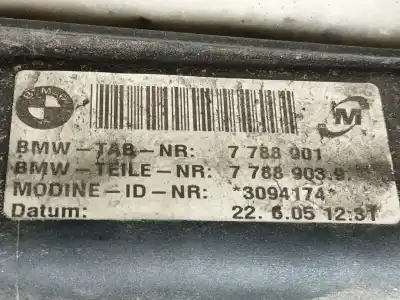 BMW
M
BMW-TAB-NR: 7 788 901
BMW-TEILE-NR: 7 788 903.9
MODINE-ID-NR: *3094174*
Datum: 22. 6.05 12:31